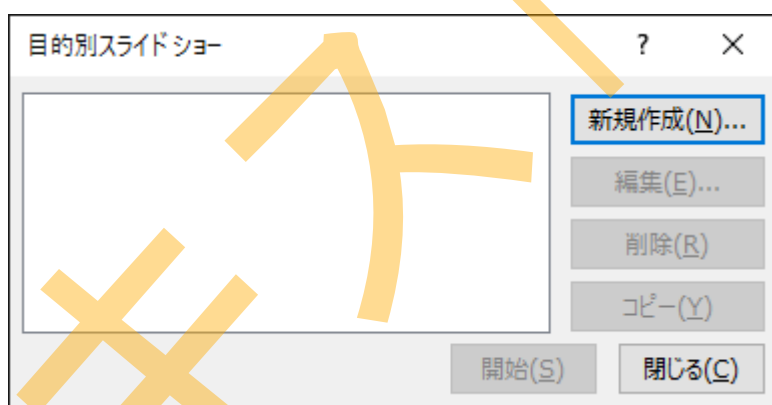 目的別スライド ショー
新規作成(N)...
編集(E)...
削除(R)
コピー(Y)
開始(S)
閉じる(C)